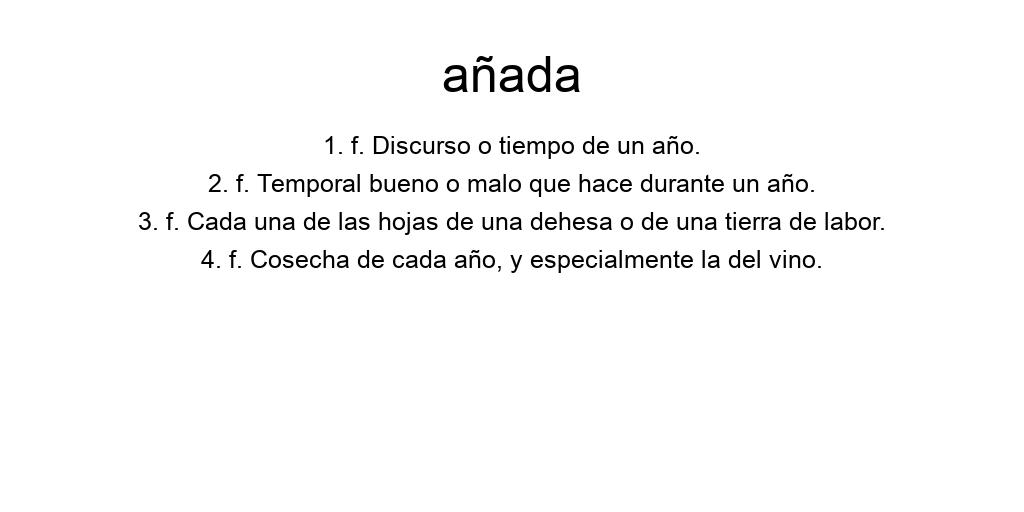 añada
1. f. Discurso o tiempo de un año.
2. f. Temporal bueno o malo que hace durante un año.
3. f. Cada una de las hojas de una dehesa o de una tierra de labor.
4. f. Cosecha de cada año, y especialmente la del vino.